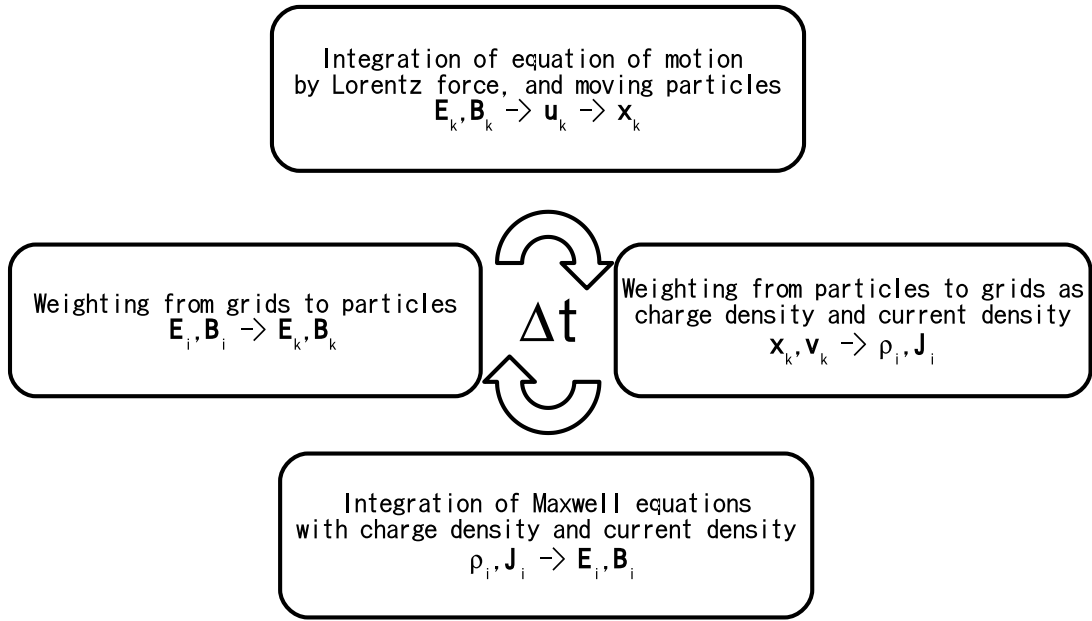 Integration of equation of motion
by Lorentz force, and moving particles
E_k, B_k -> u_k -> x_k
Weighting from grids to particles
E_i, B_i -> E_k, B_k
Δt
Weighting from particles to grids as
charge density and current density
x_k, v_k -> ρ_i, J_i
Integration of Maxwell equations
with charge density and current density
ρ_i, J_i -> E_i, B_i